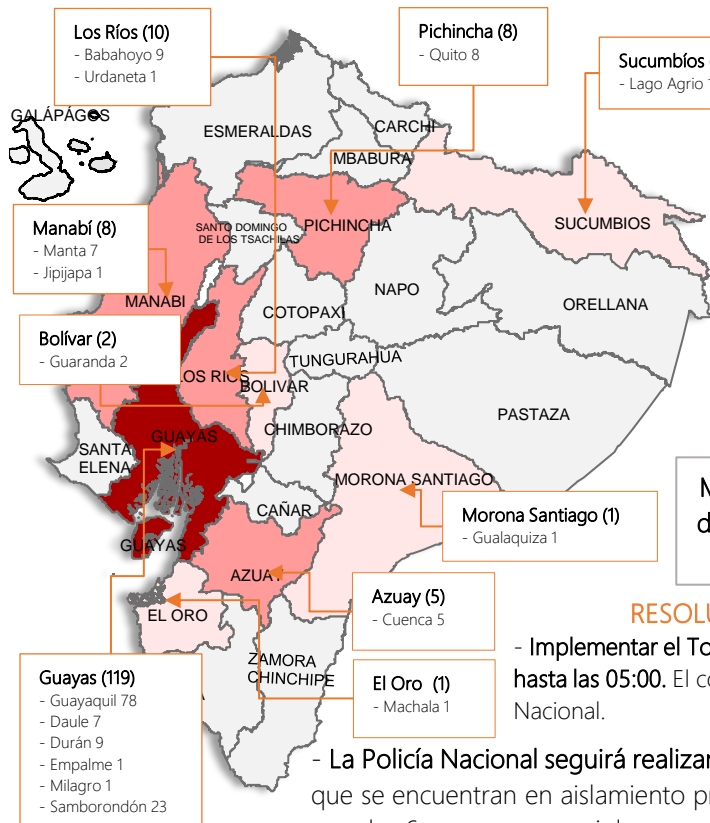 Los Ríos (10)
- Babahoyo 9
- Urdaneta 1
Pichincha (8)
- Quito 8
Sucumbíos (
- Lago Agrio
GALÁPAGOS
ESMERALDAS
CARCHI
MBABURA
SUCUMBIOS
PICHINCHA
SANTO DOMINGO
DE LOS TSACHILAS
Manabí (8)
- Manta 7
- Jipijapa 1
MANABI
NAPO
ORELLANA
COTOPAXI
Bolívar (2)
- Guaranda 2
TUNGURAHUA
LOS RIOS
BOLIVAR
PASTAZA
CHIMBORAZO
GUAYAS
SANTA
ELENA
MORONA SANTIAGO
CAÑAR
Morona Santiago (1)
- Gualaquiza 1
GUAYAS
AZUAY
Azuay (5)
- Cuenca 5
EL ORO
RESOLU
- Implementar el To
hasta las 05:00. El co
Nacional.
ZAMORA
CHINCHIPE
El Oro (1)
- Machala 1
Guayas (119)
- Guayaquil 78
- Daule 7
- Durán 9
- Empalme 1
- Milagro 1
- Samborondón 23
- La Policía Nacional seguirá realizar
que se encuentran en aislamiento pr